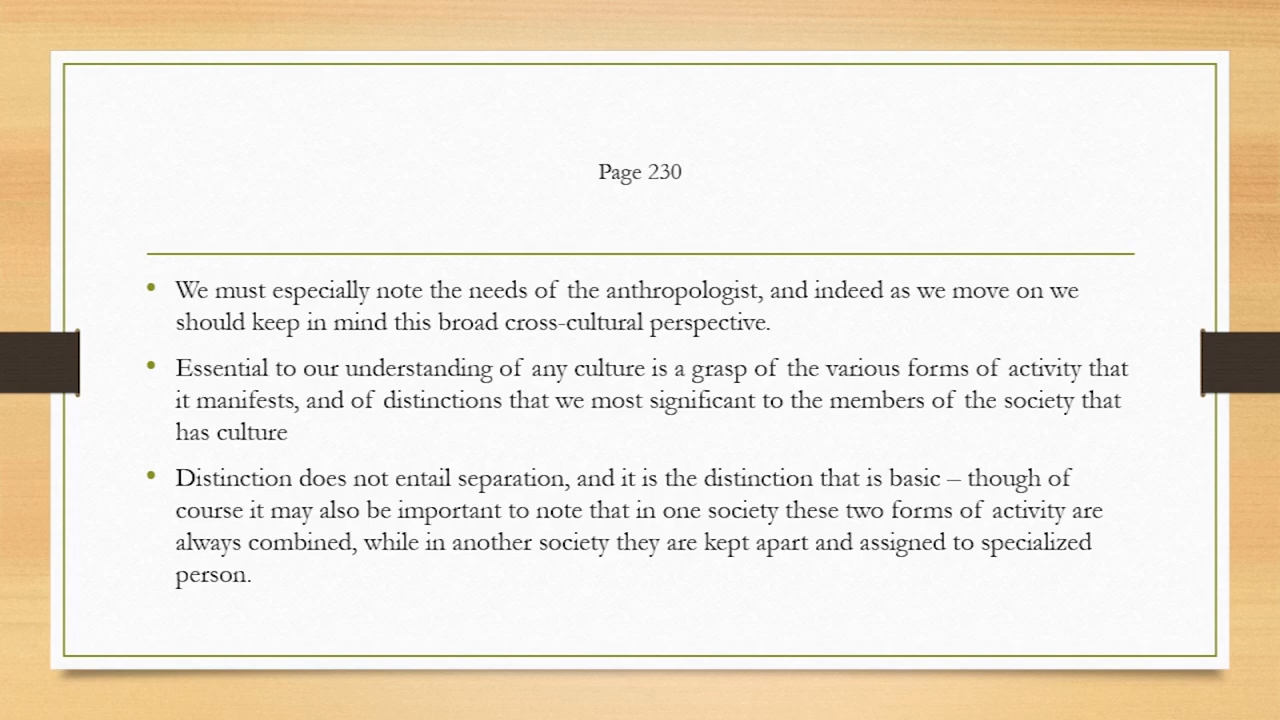 Page 230
• We must especially note the needs of the anthropologist, and indeed as we move on we
should keep in mind this broad cross-cultural perspective.
• Essential to our understanding of any culture is a grasp of the various forms of activity that
it manifests, and of distinctions that we most significant to the members of the society that
has culture
• Distinction does not entail separation, and it is the distinction that is basic – though of
course it may also be important to note that in one society these two forms of activity are
always combined, while in another society they are kept apart and assigned to specialized
person.